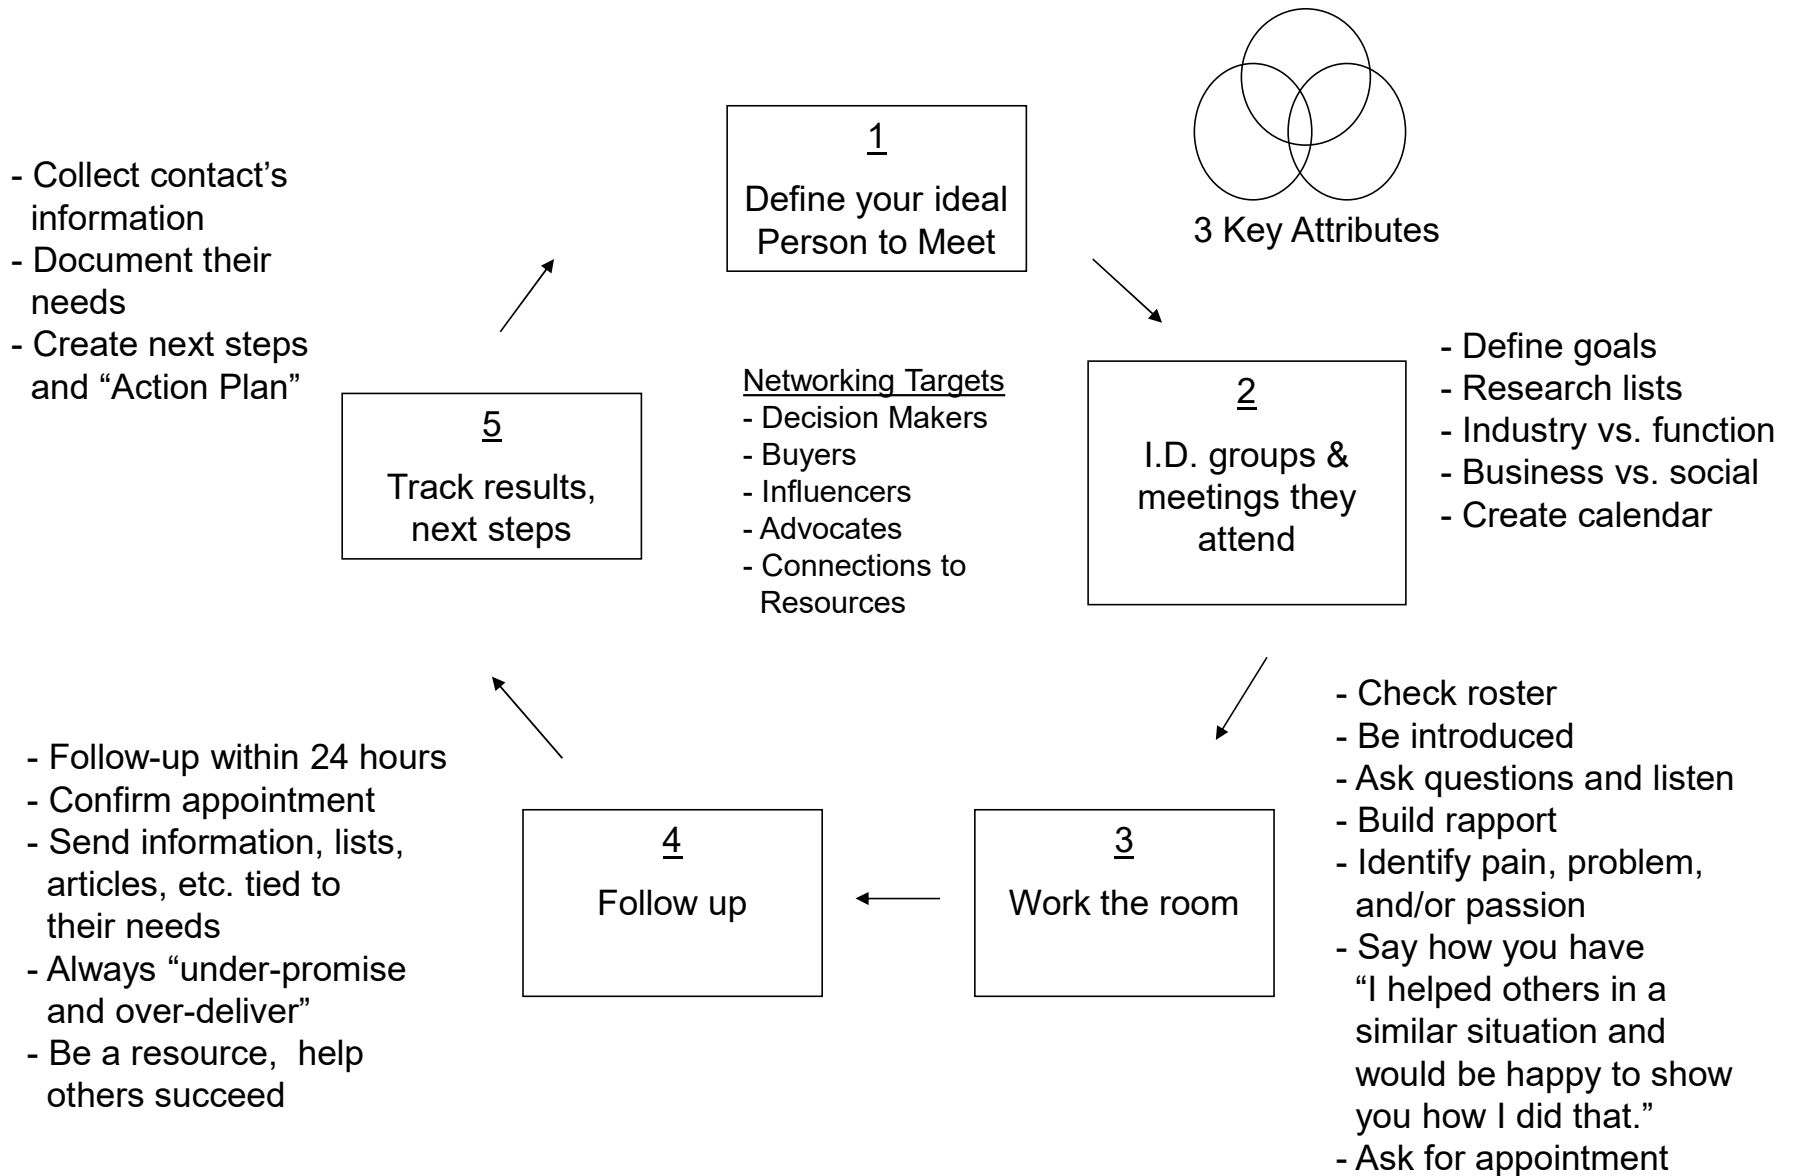 1
Define your ideal
Person to Meet
3 Key Attributes
2
I.D. groups &
meetings they
attend
- Define goals
- Research lists
- Industry vs. function
- Business vs. social
- Create calendar
3
Work the room
- Check roster
- Be introduced
- Ask questions and listen
- Build rapport
- Identify pain, problem,
and/or passion
- Say how you have
“I helped others in a
similar situation and
would be happy to show
you how I did that.”
- Ask for appointment
4
Follow up
- Follow-up within 24 hours
- Confirm appointment
- Send information, lists,
articles, etc. tied to
their needs
- Always “under-promise
and over-deliver”
- Be a resource,  help
others succeed
5
Track results,
next steps
- Collect contact’s
information
- Document their
needs
- Create next steps
and “Action Plan”
Networking Targets
- Decision Makers
- Buyers
- Influencers
- Advocates
- Connections to
Resources